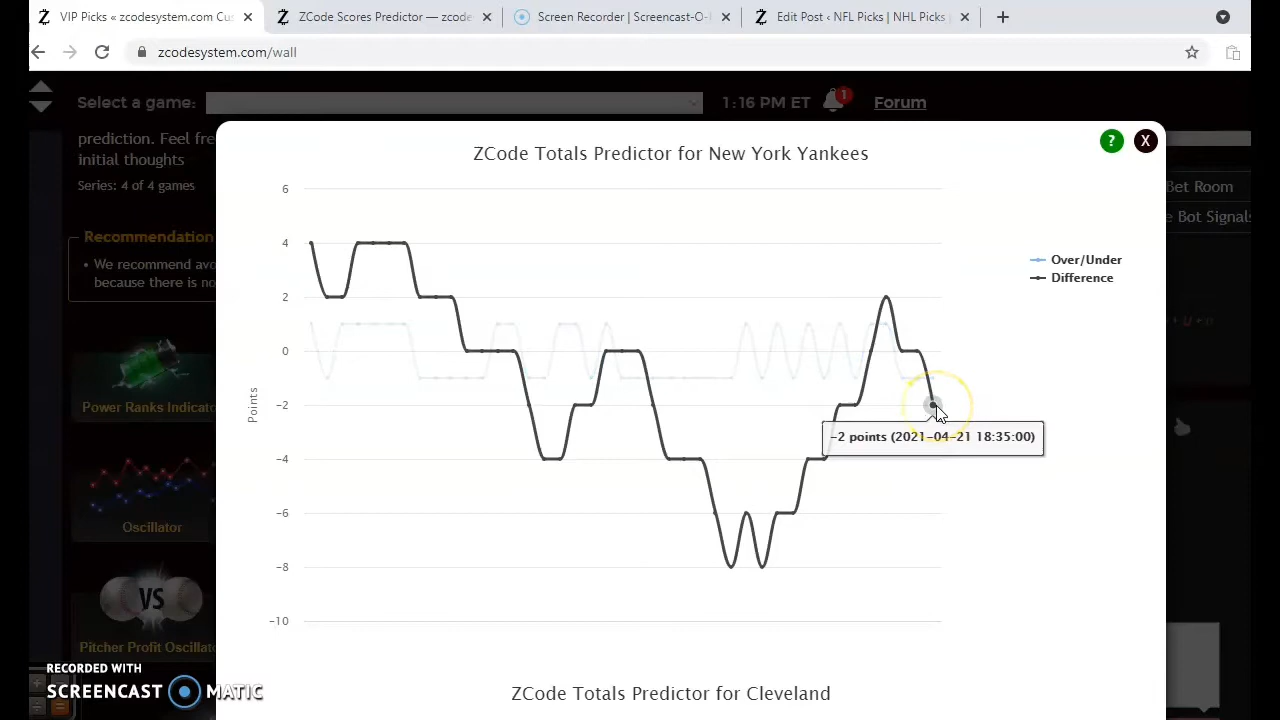 VIP Picks « zcodesystem.com Cus
ZCode Scores Predictor — zcode
Screen Recorder | Screencast-O-
Edit Post ‹ NFL Picks | NHL Picks
zcodesystem.com/wall
Select a game:
1:16 PM ET
1
Forum
prediction. Feel fre
initial thoughts
Series: 4 of 4 games
Bet Room
e Bot Signals
Recommendation
• We recommend avo
because there is no
Power Ranks Indicato
Oscillator
VS
Pitcher Profit Oscillato
?
X
ZCode Totals Predictor for New York Yankees
6
4
2
0
−2
−4
−6
−8
−10
Points
Over/Under
Difference
−2 points (2021−04−21 18:35:00)
ZCode Totals Predictor for Cleveland
RECORDED WITH
SCREENCAST MATIC